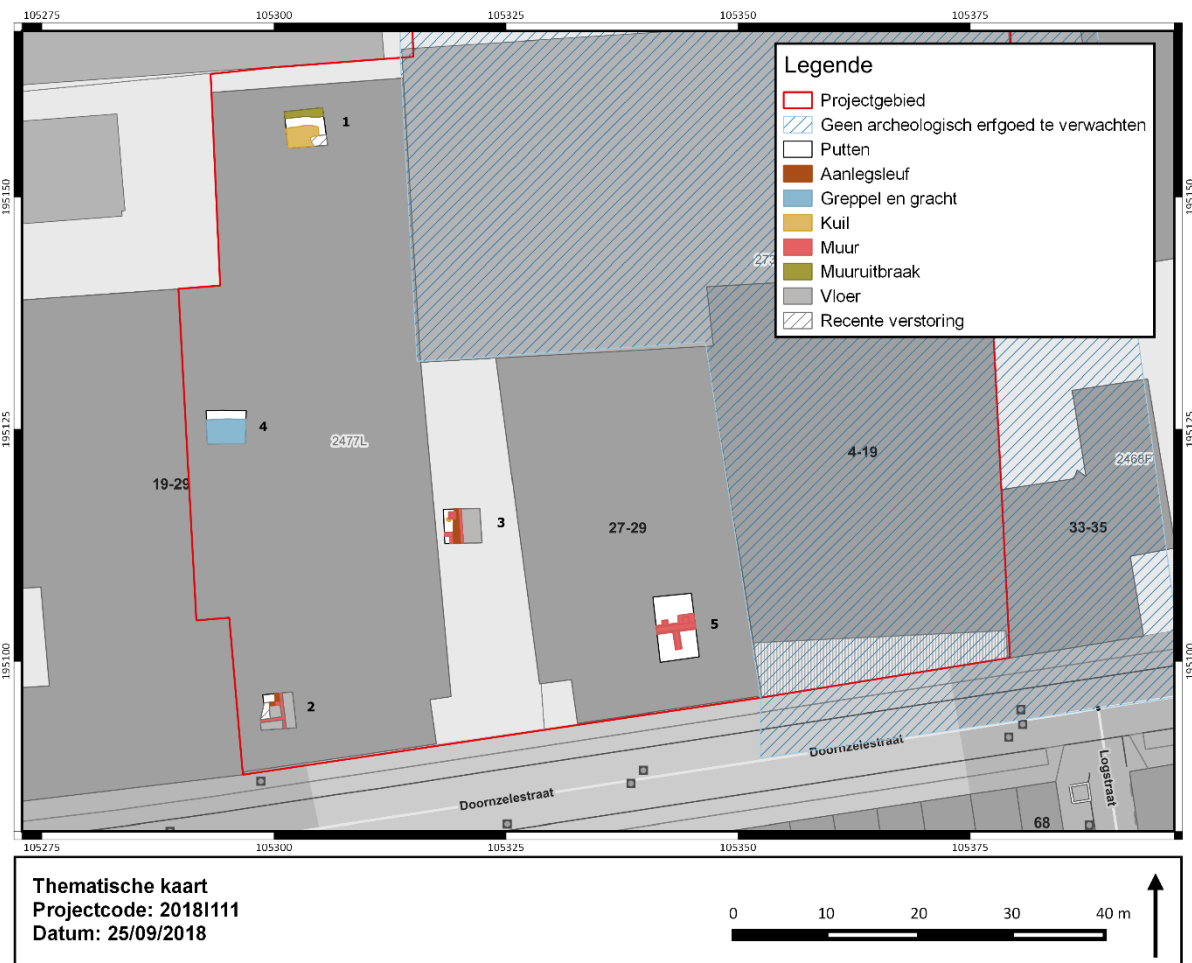 105275 105300 105325 105350 105375
Legende
Projectgebied
Geen archeologisch erfgoed te verwachten
Putten
Aanlegsleuf
Greppel en gracht
Kuil
Muur
Muuruitbraak
Vloer
Recente verstoring
1
195150
195150
273
4
2477L
195125
195125
4-19
2468F
19-29
3
27-29
33-35
5
195100
195100
2
Doornzelestraat
Doornzelestraat
Logstraat
68
105275 105300 105325 105350 105375
Thematische kaart
Projectcode: 2018I111
Datum: 25/09/2018
0 10 20 30 40 m